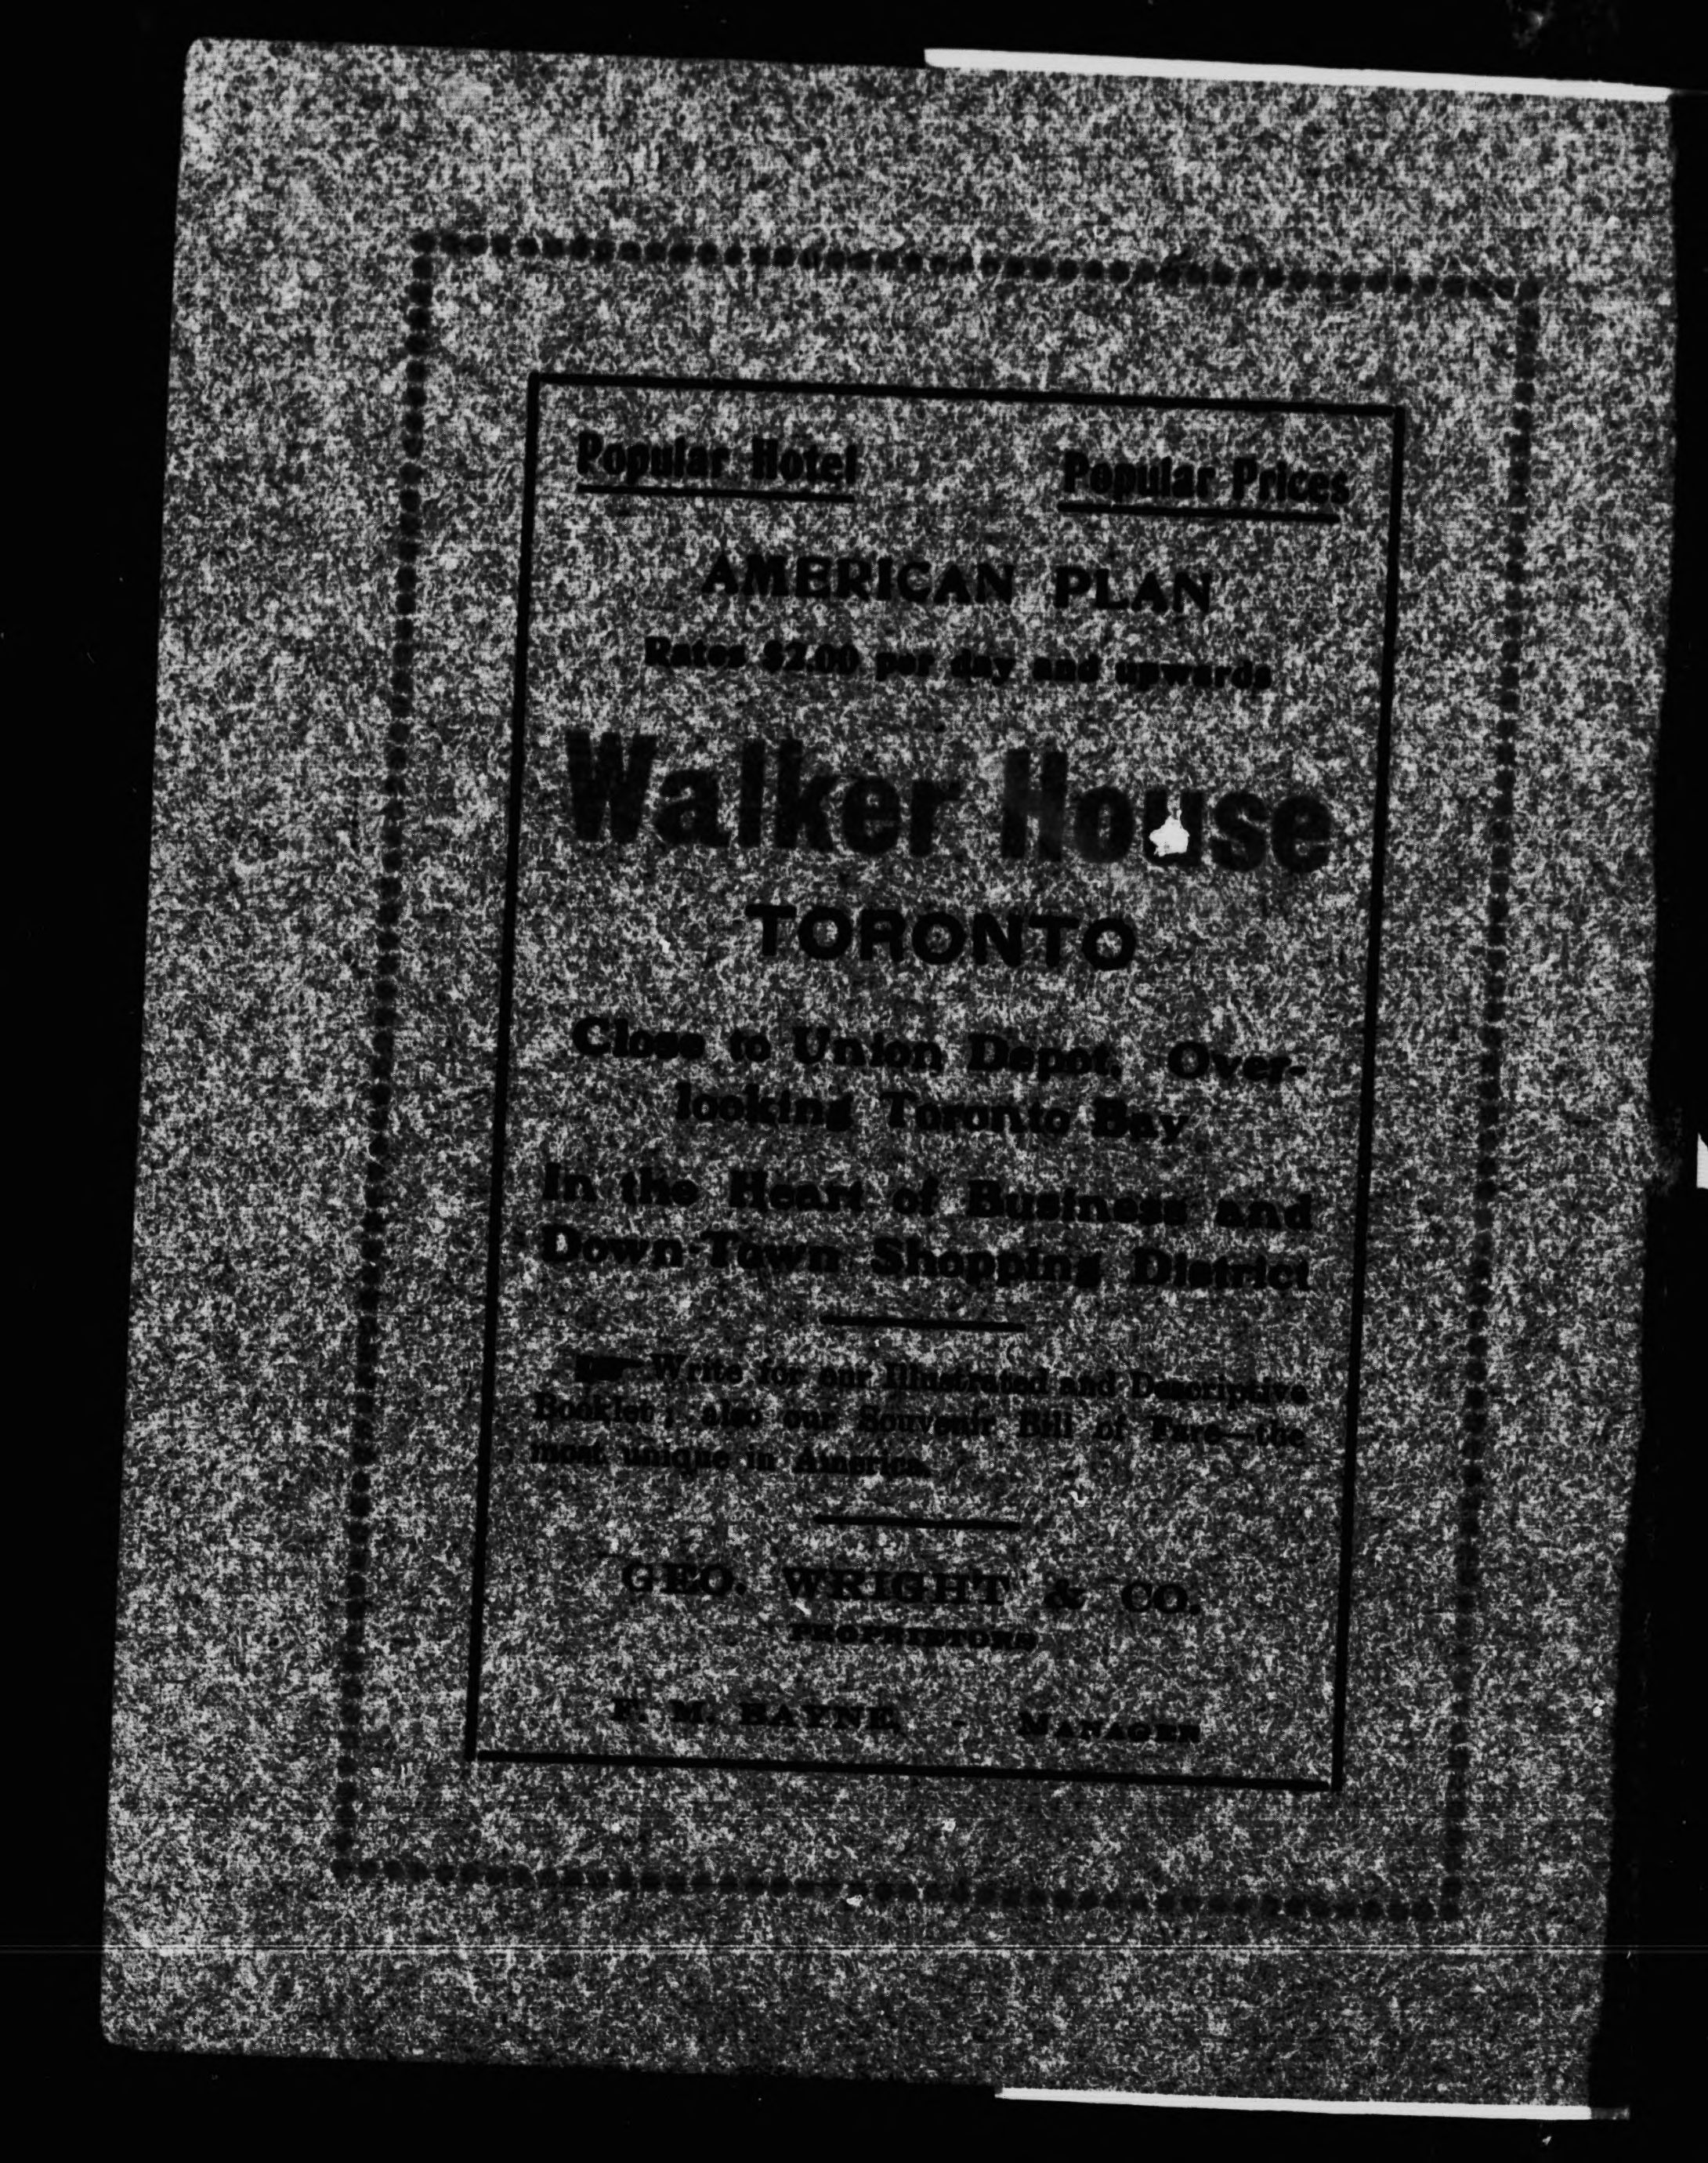 Popular Hotel Popular Prices
AMERICAN PLAN
Rates $2.00 per day and upwards
Walker House
TORONTO
Close to Union Depot. Over-
looking Toronto Bay
In the Heart of Business and
Down-Town Shopping District
☞ Write for our Illustrated and Descriptive
Booklet; also our Souvenir Bill of Fare—the
most unique in America.
GEO. WRIGHT & CO.
PROPRIETORS
F. M. BAYNE, - MANAGER